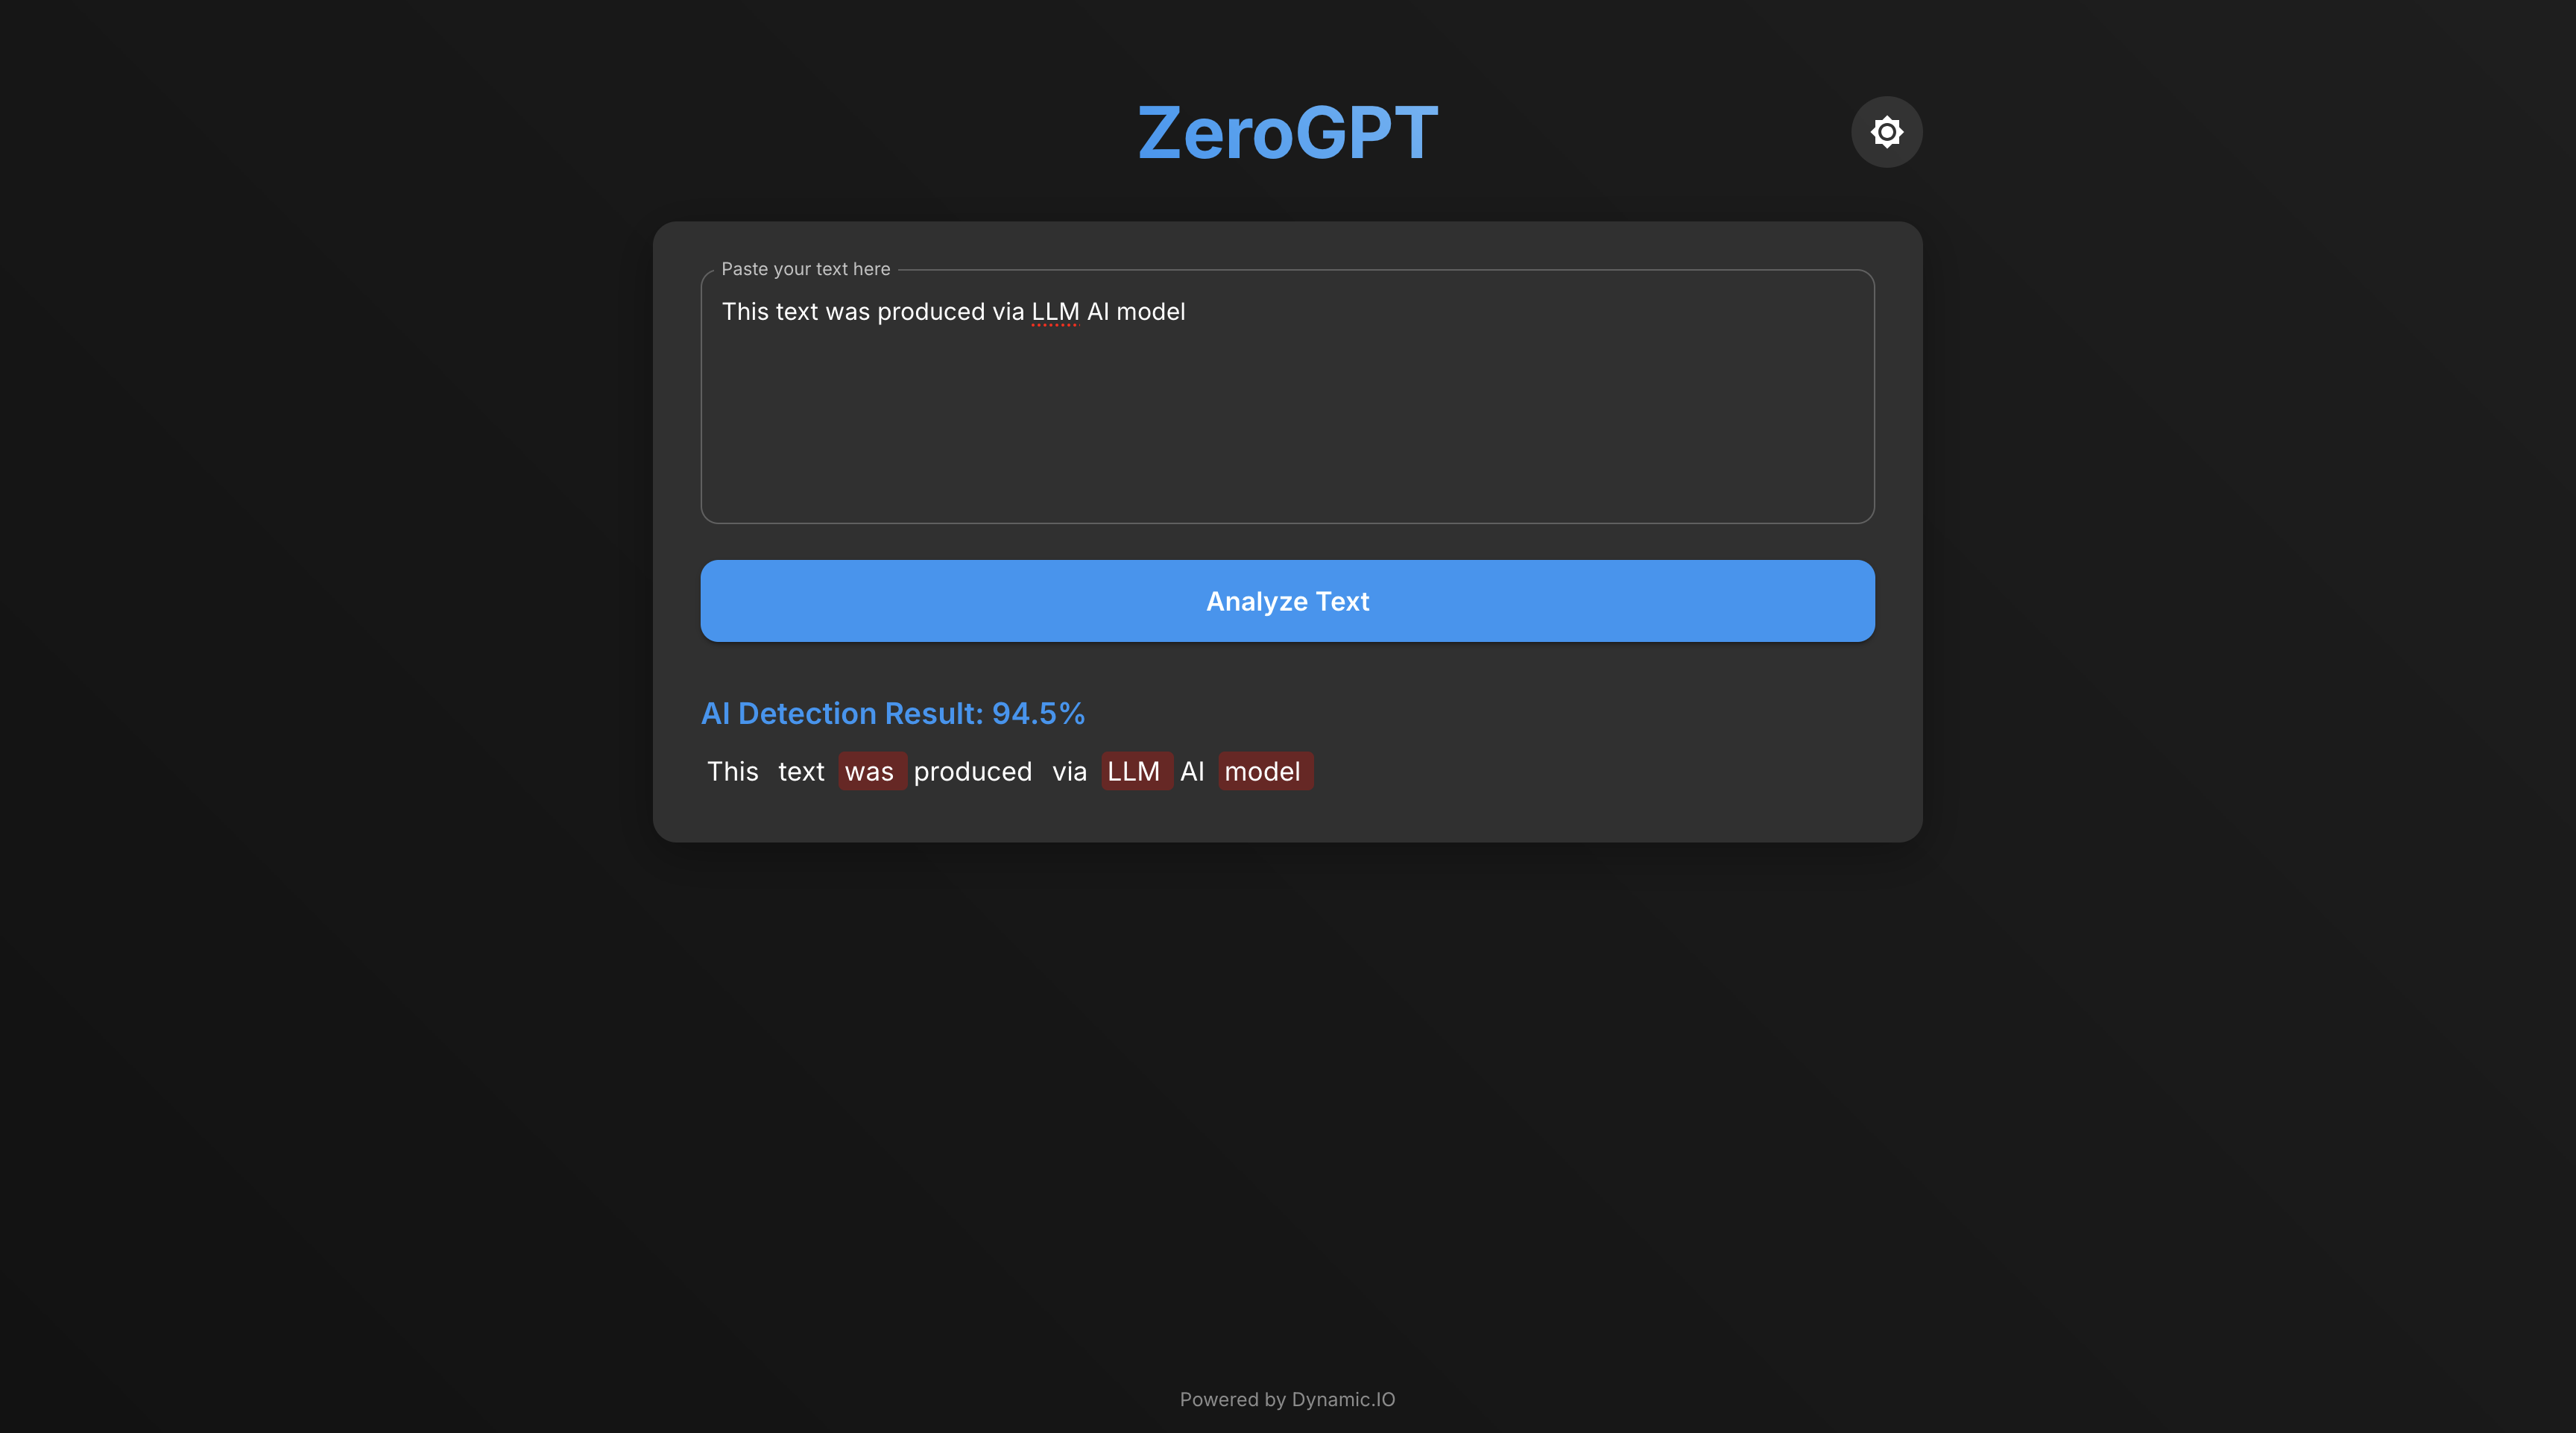 ZeroGPT
Paste your text here
This text was produced via LLM AI model
Analyze Text
AI Detection Result: 94.5%
This text was produced via LLM AI model
Powered by Dynamic.IO